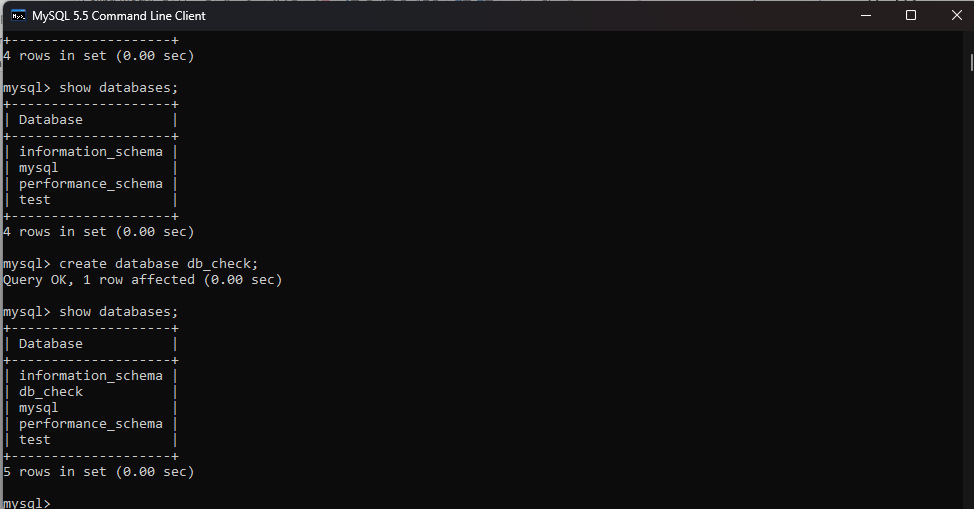 MySQL 5.5 Command Line Client
+--------------------+
4 rows in set (0.00 sec)
mysql> show databases;
+--------------------+
| Database           |
+--------------------+
| information_schema |
| mysql              |
| performance_schema |
| test               |
+--------------------+
4 rows in set (0.00 sec)
mysql> create database db_check;
Query OK, 1 row affected (0.00 sec)
mysql> show databases;
+--------------------+
| Database           |
+--------------------+
| information_schema |
| db_check           |
| mysql              |
| performance_schema |
| test               |
+--------------------+
5 rows in set (0.00 sec)
mysql>